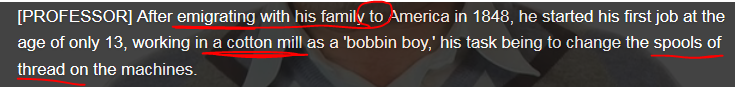 [PROFESSOR] After emigrating with his family to America in 1848, he started his first job at the
age of only 13, working in a cotton mill as a 'bobbin boy,' his task being to change the spools of
thread on the machines.